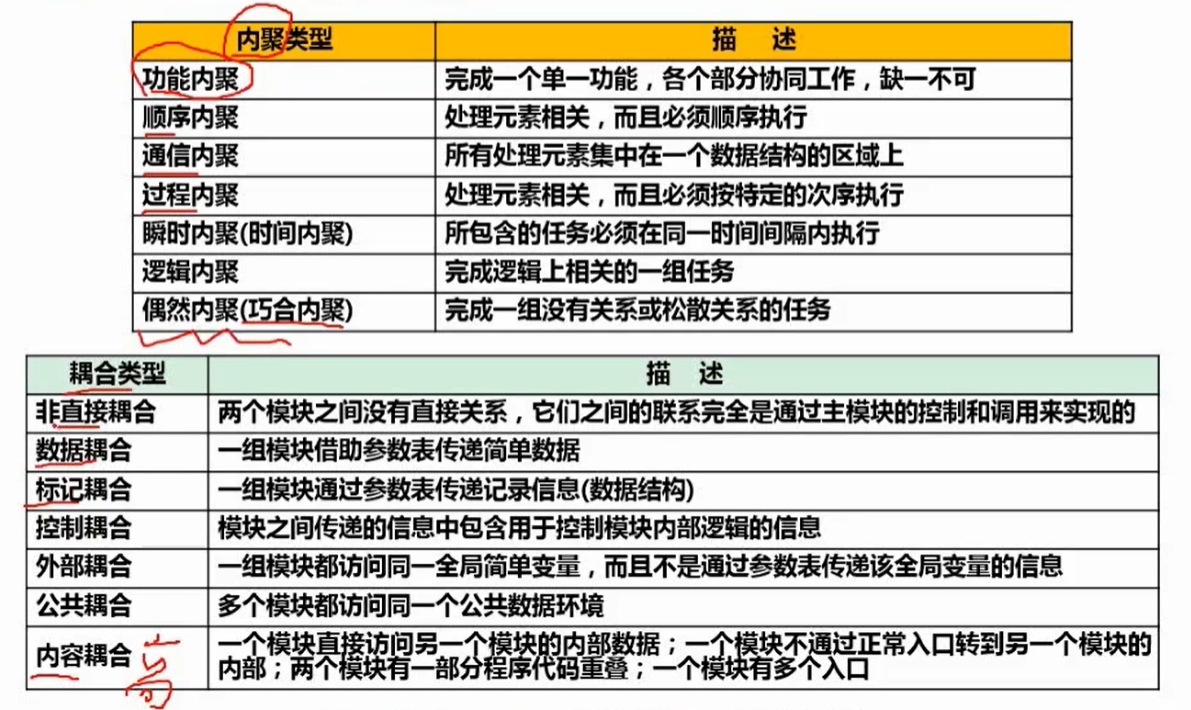 内聚类型 描 述
功能内聚 完成一个单一功能，各个部分协同工作，缺一不可
顺序内聚 处理元素相关，而且必须顺序执行
通信内聚 所有处理元素集中在一个数据结构的区域上
过程内聚 处理元素相关，而且必须按特定的次序执行
瞬时内聚(时间内聚) 所包含的任务必须在同一时间间隔内执行
逻辑内聚 完成逻辑上相关的一组任务
偶然内聚(巧合内聚) 完成一组没有关系或松散关系的任务
耦合类型 描 述
非直接耦合 两个模块之间没有直接关系，它们之间的联系完全是通过主模块的控制和调用来实现的
数据耦合 一组模块借助参数表传递简单数据
标记耦合 一组模块通过参数表传递记录信息(数据结构)
控制耦合 模块之间传递的信息中包含用于控制模块内部逻辑的信息
外部耦合 一组模块都访问同一全局简单变量，而且不是通过参数表传递该全局变量的信息
公共耦合 多个模块都访问同一个公共数据环境
内容耦合 一个模块直接访问另一个模块的内部数据；一个模块不通过正常入口转到另一个模块的
内部；两个模块有一部分程序代码重叠；一个模块有多个入口